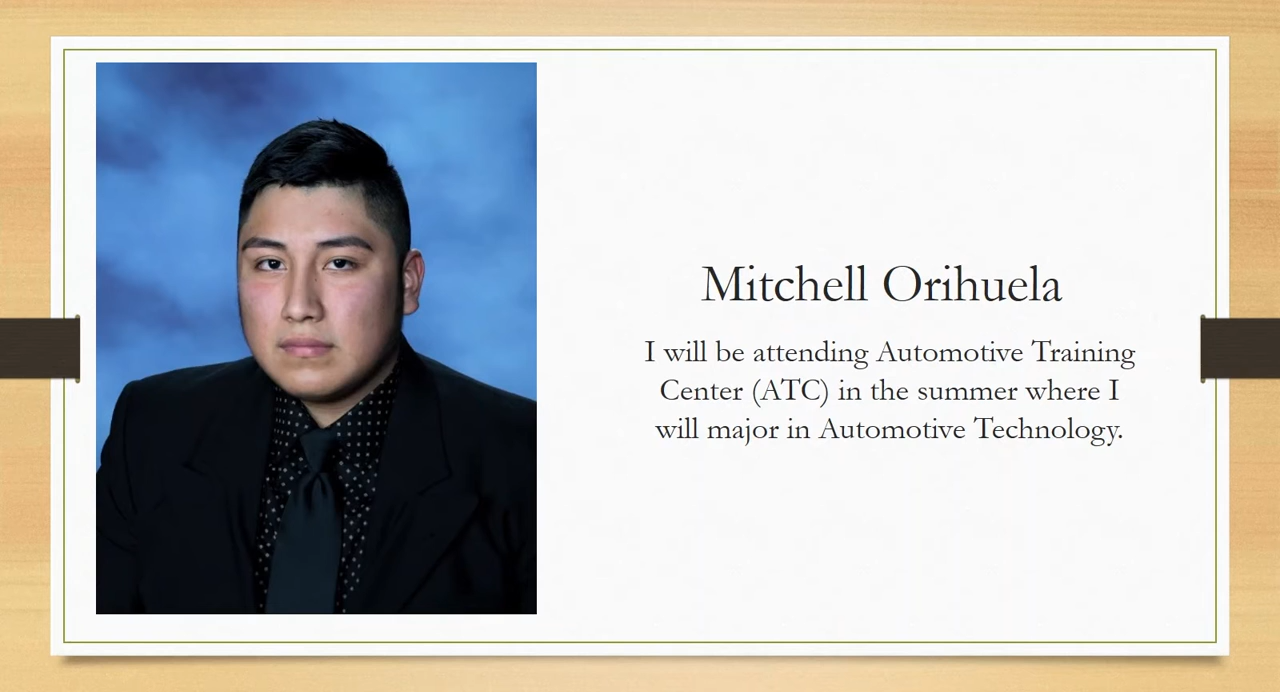 Mitchell Orihuela
I will be attending Automotive Training
Center (ATC) in the summer where I
will major in Automotive Technology.